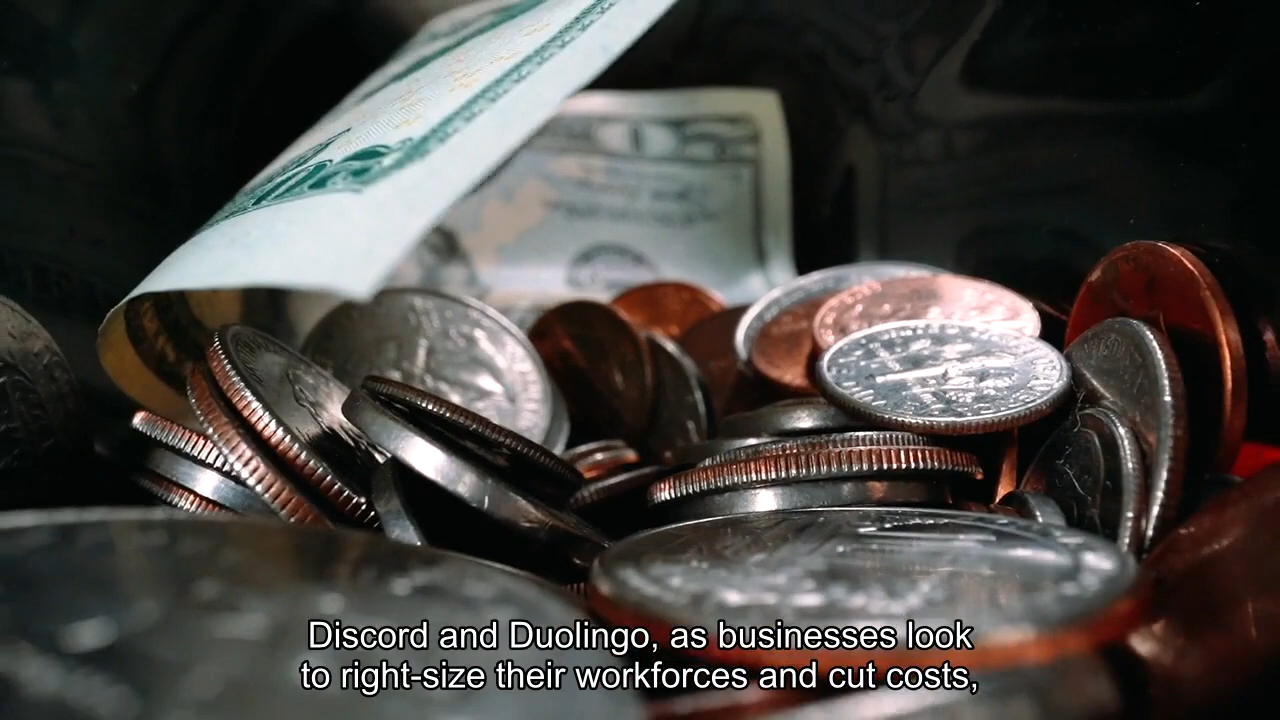 Discord and Duolingo, as businesses look
to right-size their workforces and cut costs,